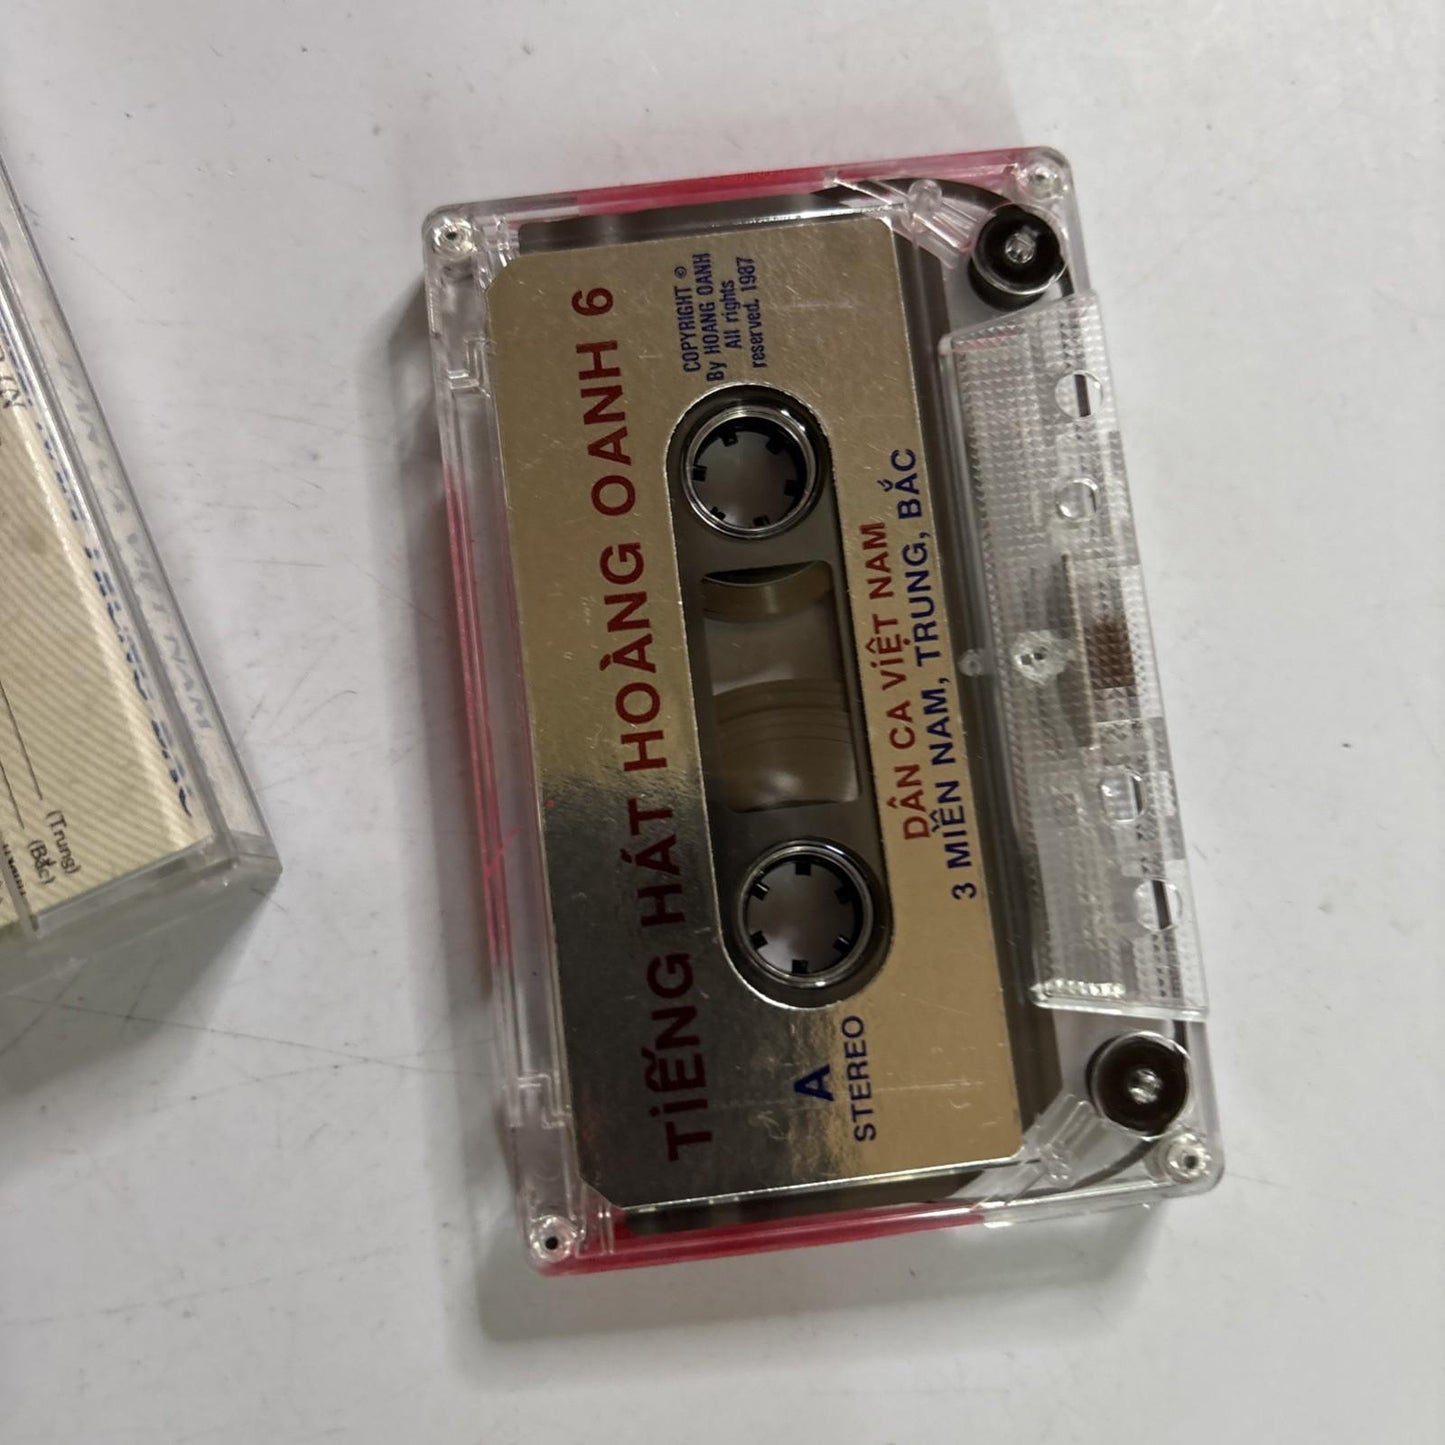 TIẾNG HÁT HOÀNG OANH 6
COPYRIGHT ©
By HOANG OANH
All rights
reserved. 1987
A
STEREO
DÂN CA VIỆT NAM
3 MIỀN NAM, TRUNG, BẮC
(Trung)
(Bắc)
NAM